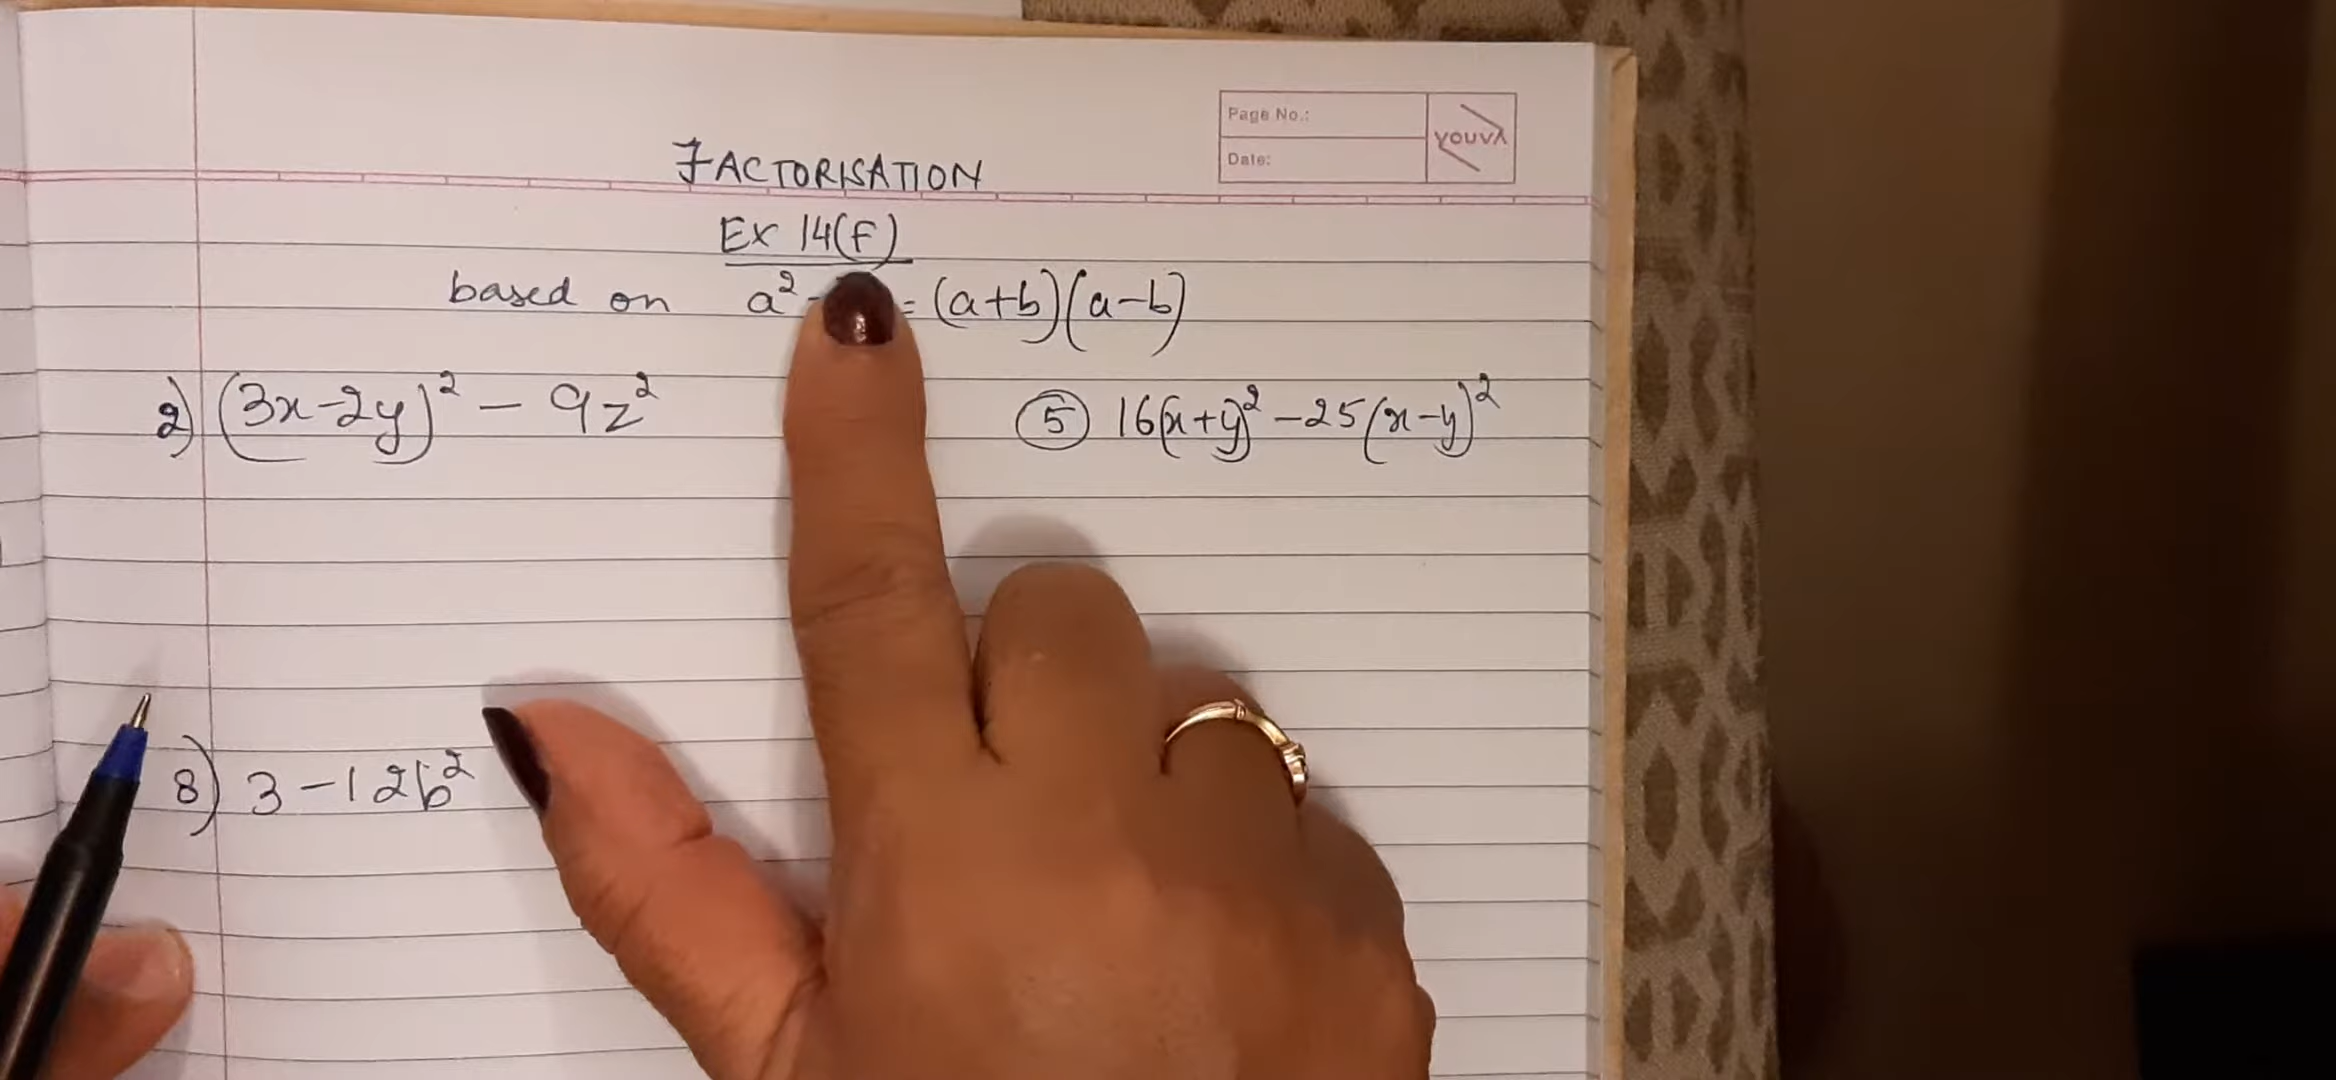 Page No.:
Date:
YOUVA
FACTORISATION
Ex 14(F)
based on a² - = (a+b)(a-b)
2) (3x-2y)² - 9z²
⑤ 16(x+y)² -25(x-y)²
8) 3-12b²